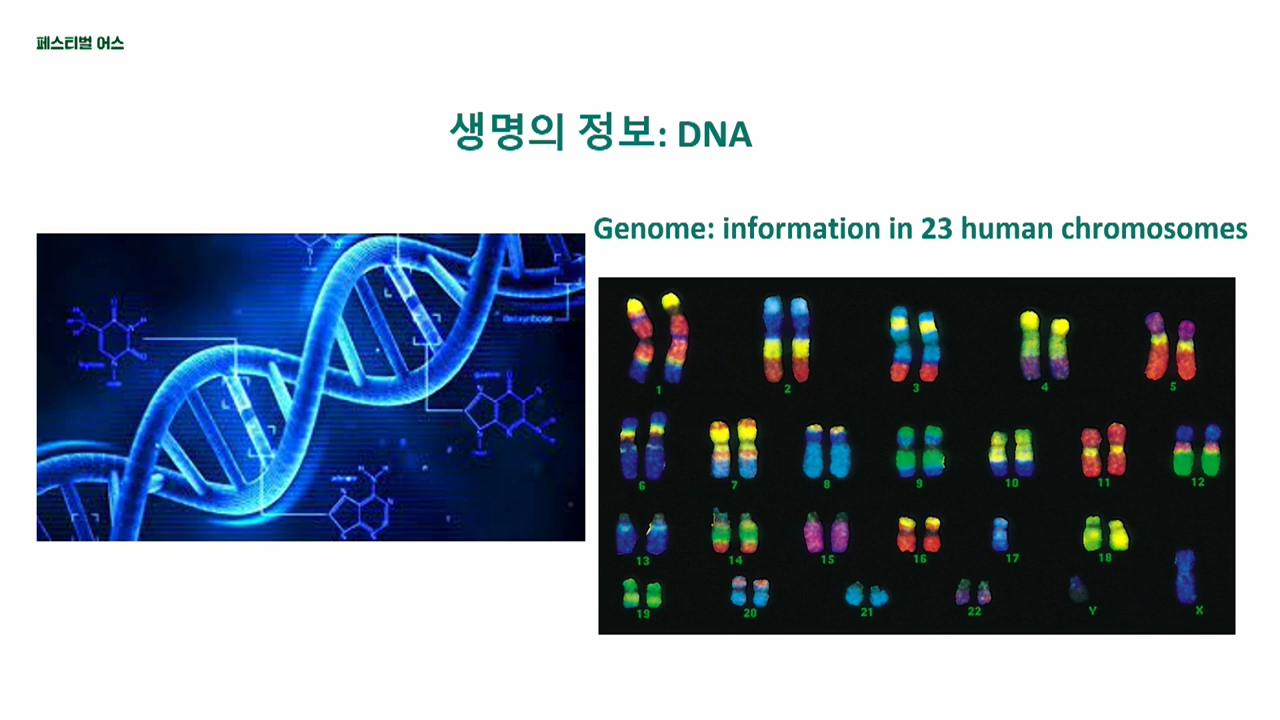 페스티벌 어스
생명의 정보: DNA
Genome: information in 23 human chromosomes
1 2 3 4 5
6 7 8 9 10 11 12
13 14 15 16 17 18
19 20 21 22 Y X